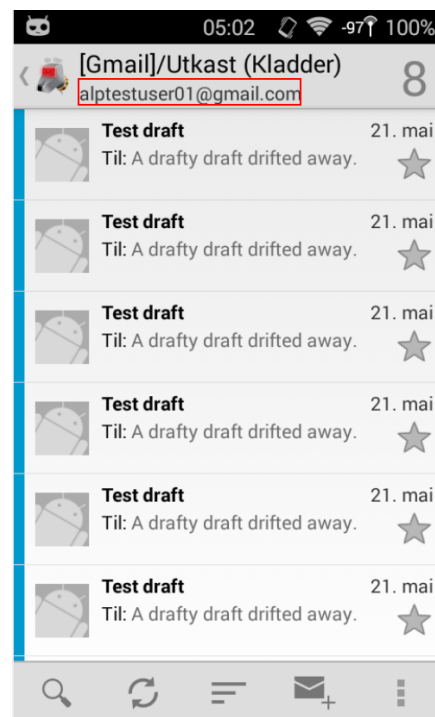 05:02 -97 100%
[Gmail]/Utkast (Kladder)
alptestuser01@gmail.com
8
Test draft 21. mai
Til: A drafty draft drifted away.
Test draft 21. mai
Til: A drafty draft drifted away.
Test draft 21. mai
Til: A drafty draft drifted away.
Test draft 21. mai
Til: A drafty draft drifted away.
Test draft 21. mai
Til: A drafty draft drifted away.
Test draft 21. mai
Til: A drafty draft drifted away.